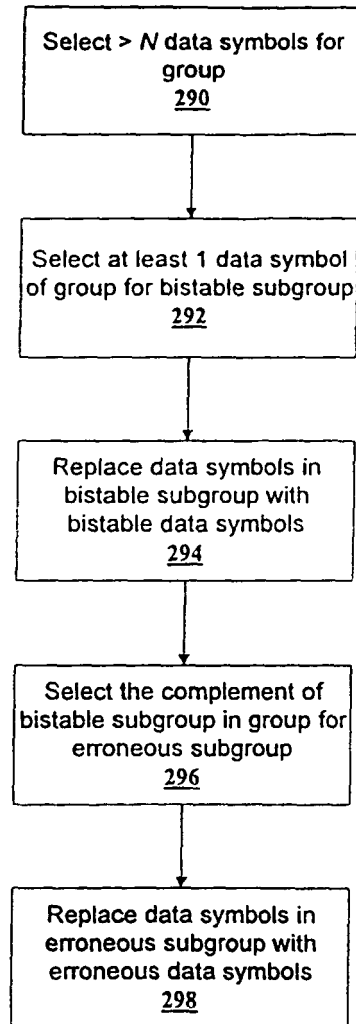 Select > N data symbols for
group
290
Select at least 1 data symbol
of group for bistable subgroup
292
Replace data symbols in
bistable subgroup with
bistable data symbols
294
Select the complement of
bistable subgroup in group for
erroneous subgroup
296
Replace data symbols in
erroneous subgroup with
erroneous data symbols
298